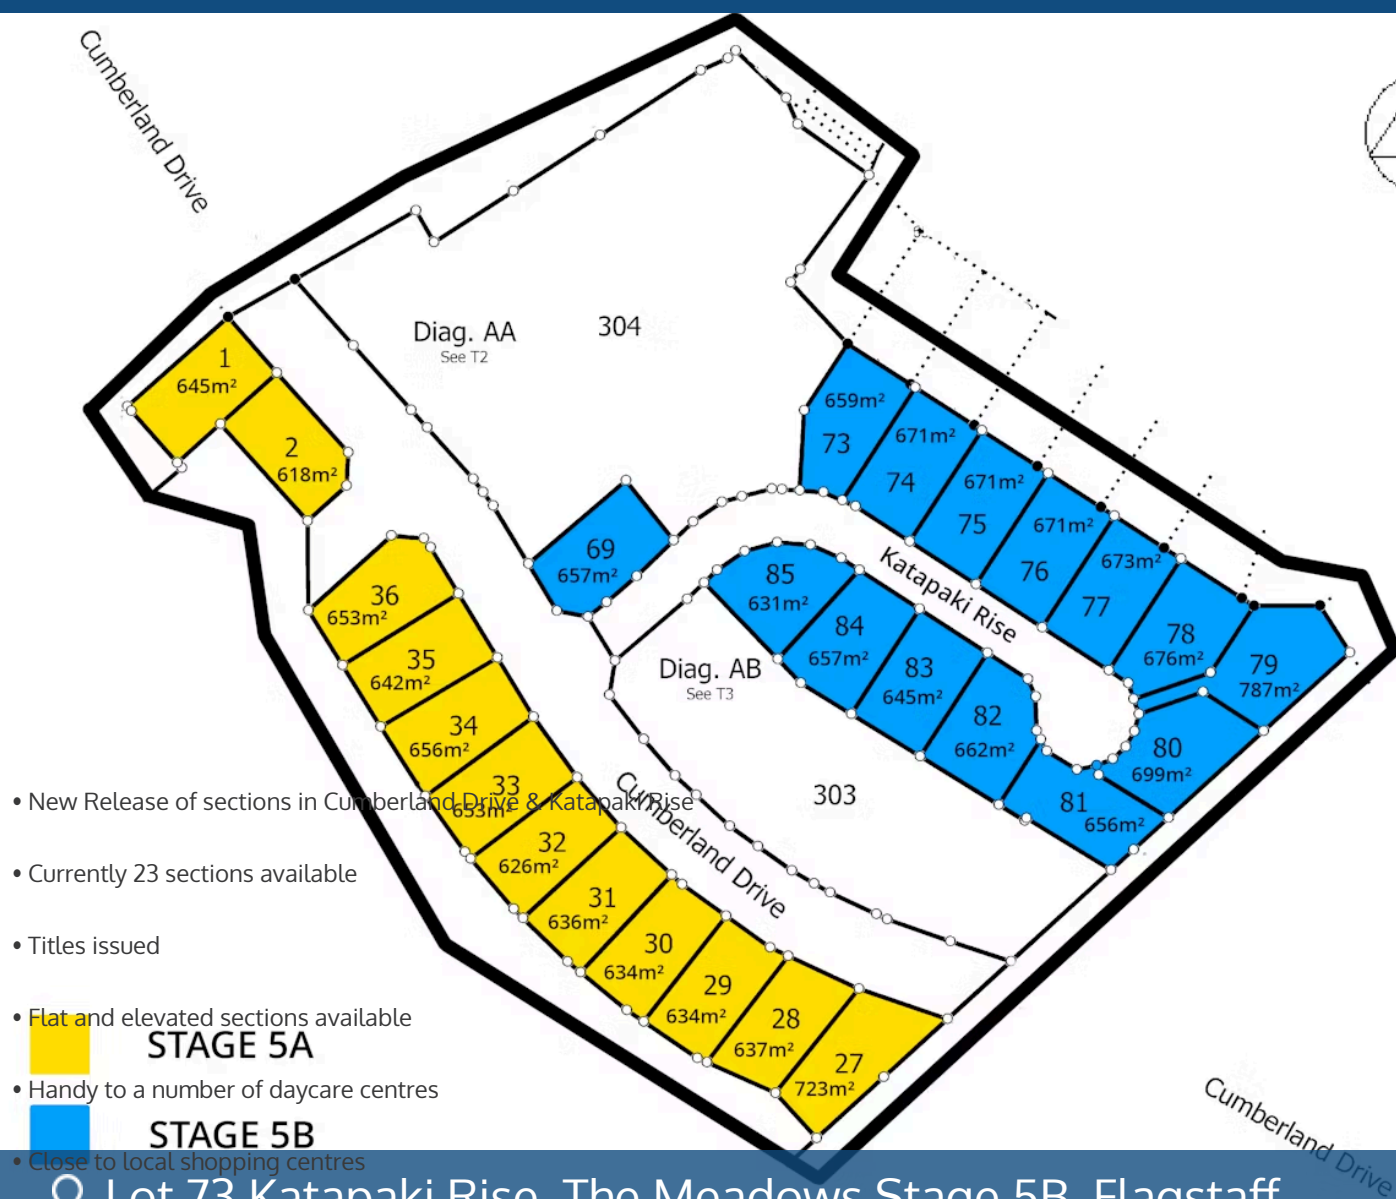 Cumberland Drive
Diag. AA
See T2
304
1
645m²
2
618m²
659m²
73
671m²
74
671m²
75
671m²
76
673m²
77
78
676m²
79
787m²
80
699m²
81
656m²
82
662m²
83
645m²
84
657m²
85
631m²
69
657m²
Katapaki Rise
Diag. AB
See T3
303
Cumberland Drive
36
653m²
35
642m²
34
656m²
33
653m²
32
626m²
31
636m²
30
634m²
29
634m²
28
637m²
27
723m²
• New Release of sections in Cumberland Drive & Katapaki Rise
• Currently 23 sections available
• Titles issued
• Flat and elevated sections available
STAGE 5A
• Handy to a number of daycare centres
STAGE 5B
• Close to local shopping centres
Cumberland Drive
Lot 73 Katapaki Rise, The Meadows Stage 5B, Flagstaff